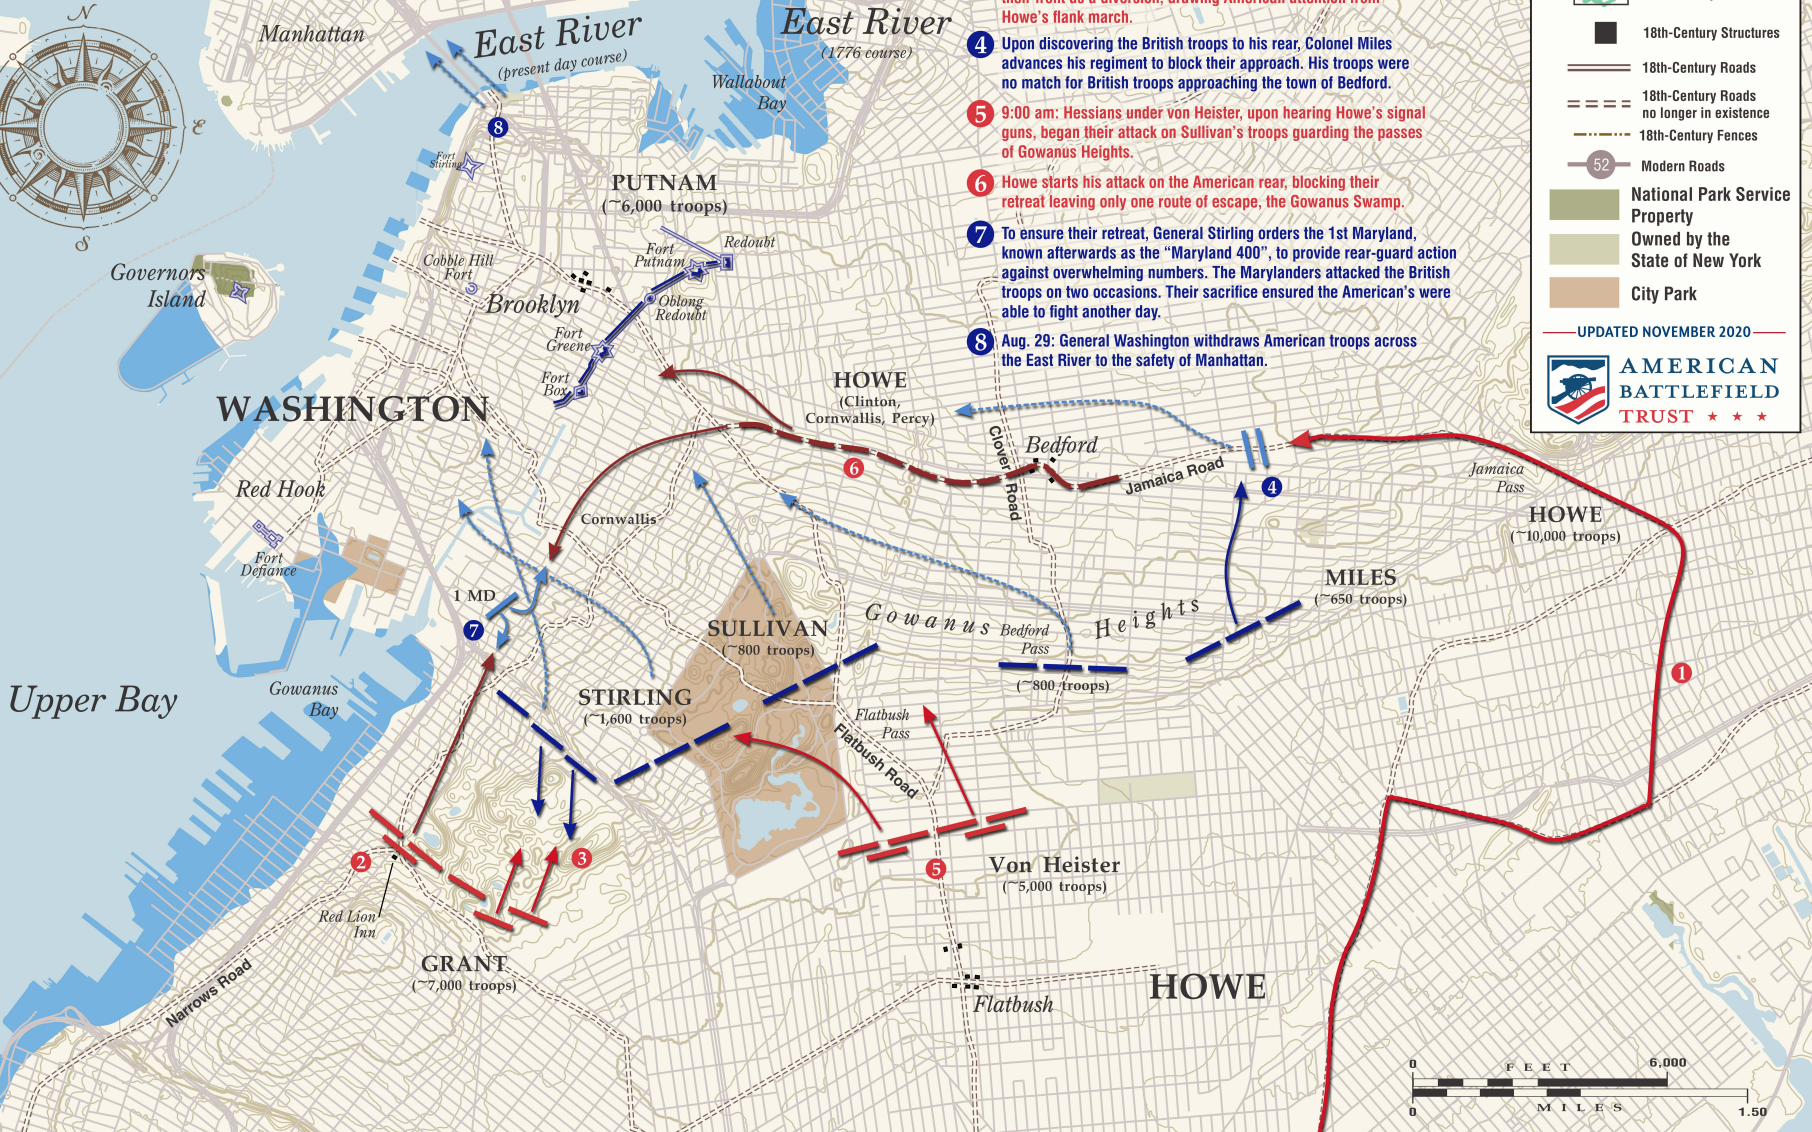 their front as a diversion, drawing American attention from
Howe's flank march.
4 Upon discovering the British troops to his rear, Colonel Miles
advances his regiment to block their approach. His troops were
no match for British troops approaching the town of Bedford.
5 9:00 am: Hessians under von Heister, upon hearing Howe's signal
guns, began their attack on Sullivan's troops guarding the passes
of Gowanus Heights.
6 Howe starts his attack on the American rear, blocking their
retreat leaving only one route of escape, the Gowanus Swamp.
7 To ensure their retreat, General Stirling orders the 1st Maryland,
known afterwards as the “Maryland 400”, to provide rear-guard action
against overwhelming numbers. The Marylanders attacked the British
troops on two occasions. Their sacrifice ensured the American's were
able to fight another day.
8 Aug. 29: General Washington withdraws American troops across
the East River to the safety of Manhattan.
18th-Century Structures
18th-Century Roads
18th-Century Roads
no longer in existence
18th-Century Fences
52 Modern Roads
National Park Service
Property
Owned by the
State of New York
City Park
UPDATED NOVEMBER 2020
AMERICAN
BATTLEFIELD
TRUST
N
E
S
Manhattan
East River
(present day course)
East River
(1776 course)
Wallabout
Bay
8
Fort
Stirling
PUTNAM
(~6,000 troops)
Governors
Island
Cobble Hill
Fort
Fort
Putnam
Redoubt
Brooklyn
Oblong
Redoubt
Fort
Greene
Fort
Box
WASHINGTON
HOWE
(Clinton,
Cornwallis, Percy)
6
Clover Road
Bedford
Jamaica Road
4
Jamaica
Pass
HOWE
(~10,000 troops)
Red Hook
Fort
Defiance
Cornwallis
1 MD
7
MILES
(~650 troops)
Gowanus Heights
Bedford
Pass
(~800 troops)
SULLIVAN
(~800 troops)
STIRLING
(~1,600 troops)
Upper Bay
Gowanus
Bay
Flatbush
Pass
Flatbush Road
1
2
3
5
Von Heister
(~5,000 troops)
Red Lion
Inn
GRANT
(~7,000 troops)
Narrows Road
Flatbush
HOWE
0 FEET 6,000
0 MILES 1.50